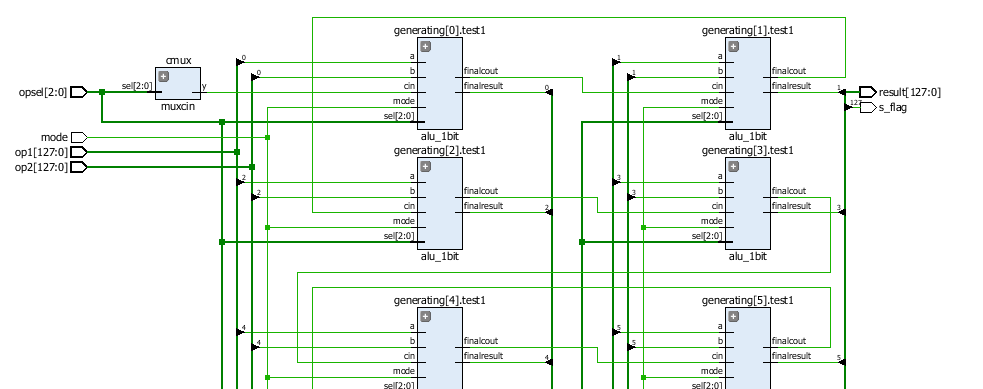 generating[0].test1
generating[1].test1
cmux
opsel[2:0]
sel[2:0]
y
muxcin
0
a
0
b
cin
mode
sel[2:0]
finalcout
finalresult
0
alu_1bit
1
a
1
b
cin
mode
sel[2:0]
finalcout
finalresult
1
alu_1bit
result[127:0]
127
s_flag
mode
op1[127:0]
op2[127:0]
generating[2].test1
generating[3].test1
2
a
2
b
cin
mode
sel[2:0]
finalcout
finalresult
2
alu_1bit
3
a
3
b
cin
mode
sel[2:0]
finalcout
finalresult
3
alu_1bit
generating[4].test1
generating[5].test1
4
a
4
b
cin
mode
sel[2:0]
finalcout
finalresult
4
5
a
5
b
cin
mode
sel[2:0]
finalcout
finalresult
5